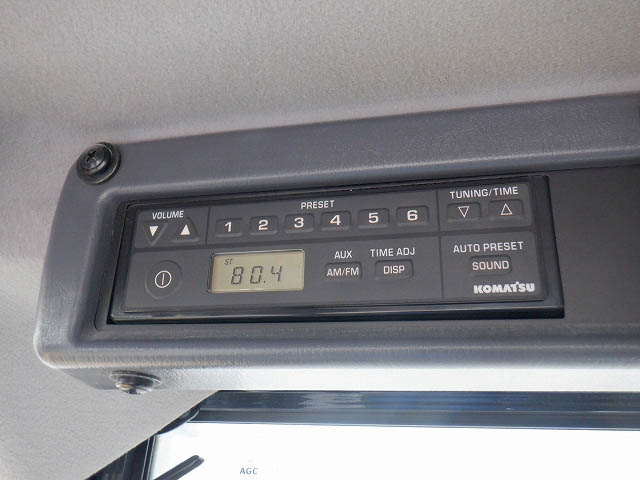 VOLUME
PRESET
TUNING/TIME
1 2 3 4 5 6
ST
80.4
AUX
AM/FM
TIME ADJ
DISP
AUTO PRESET
SOUND
KOMATSU
AGC